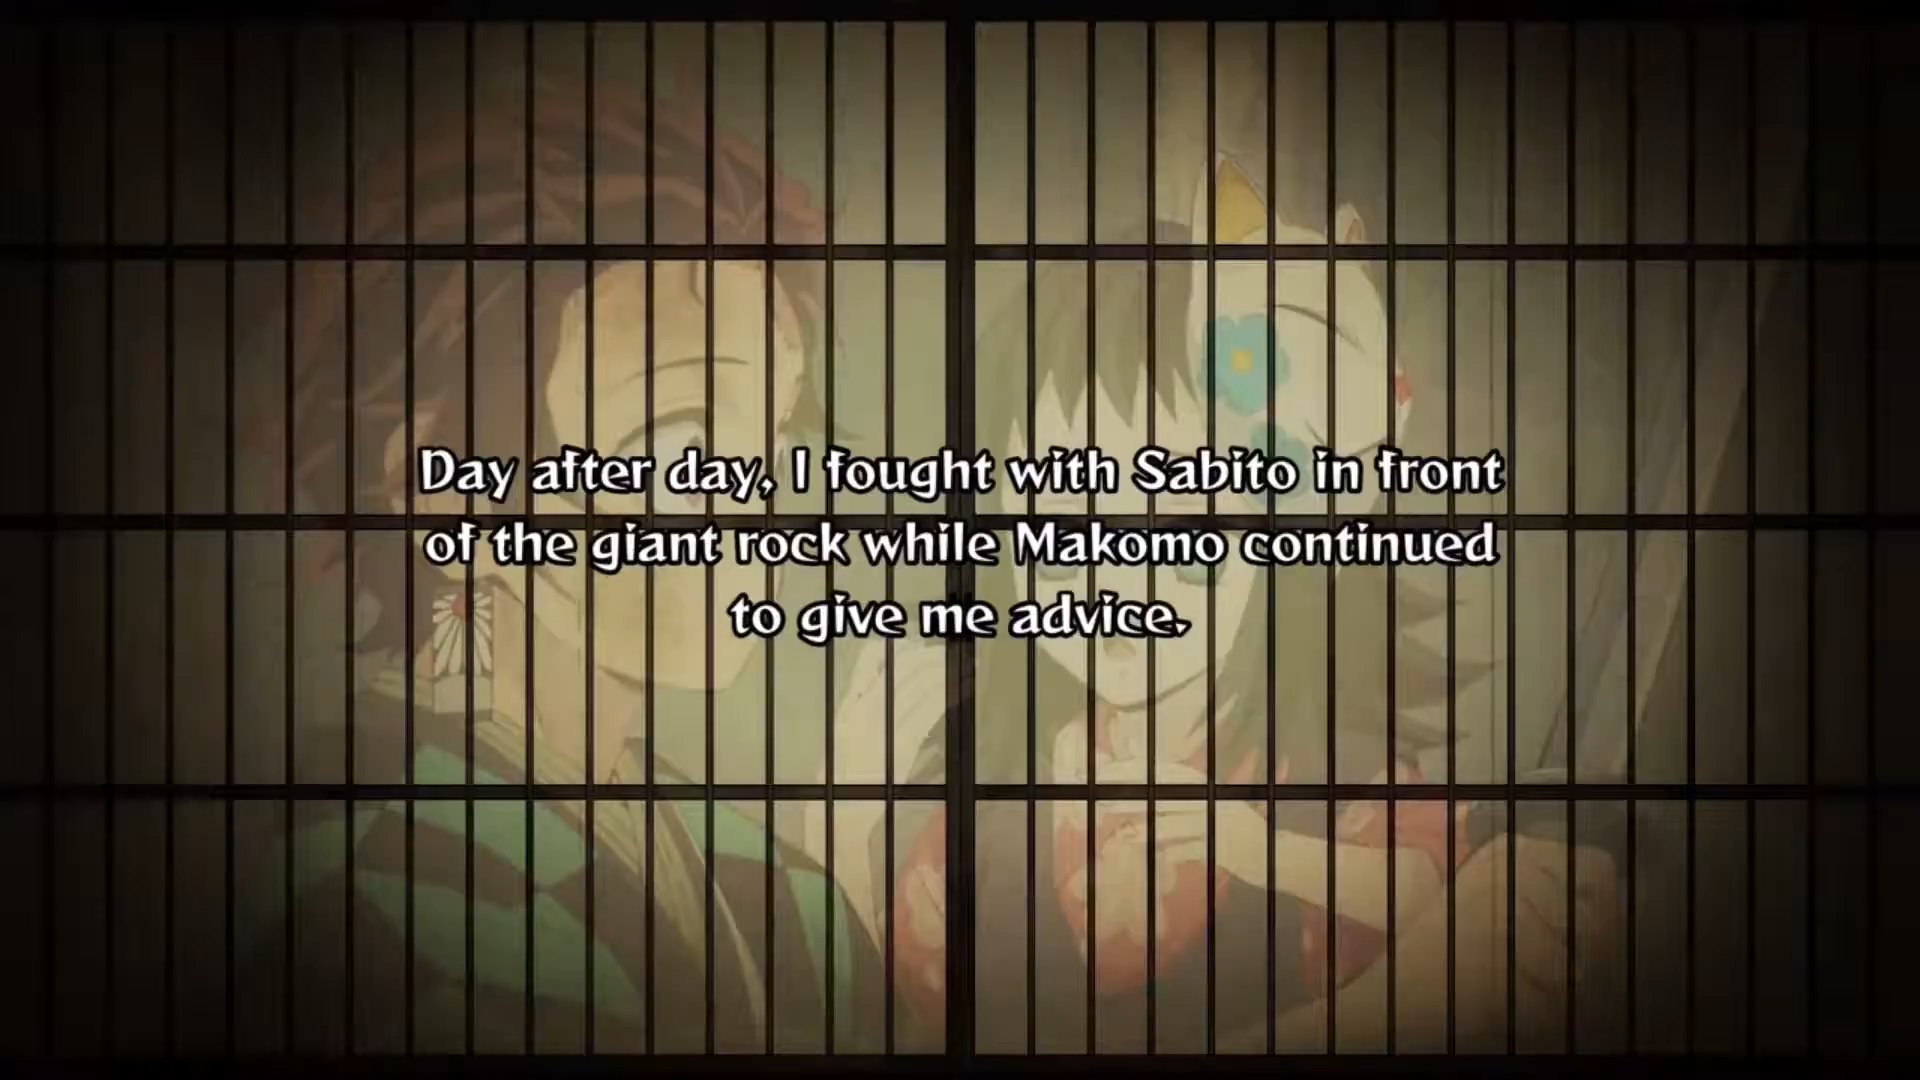 Day after day, I fought with Sabito in front
of the giant rock while Makomo continued
to give me advice.